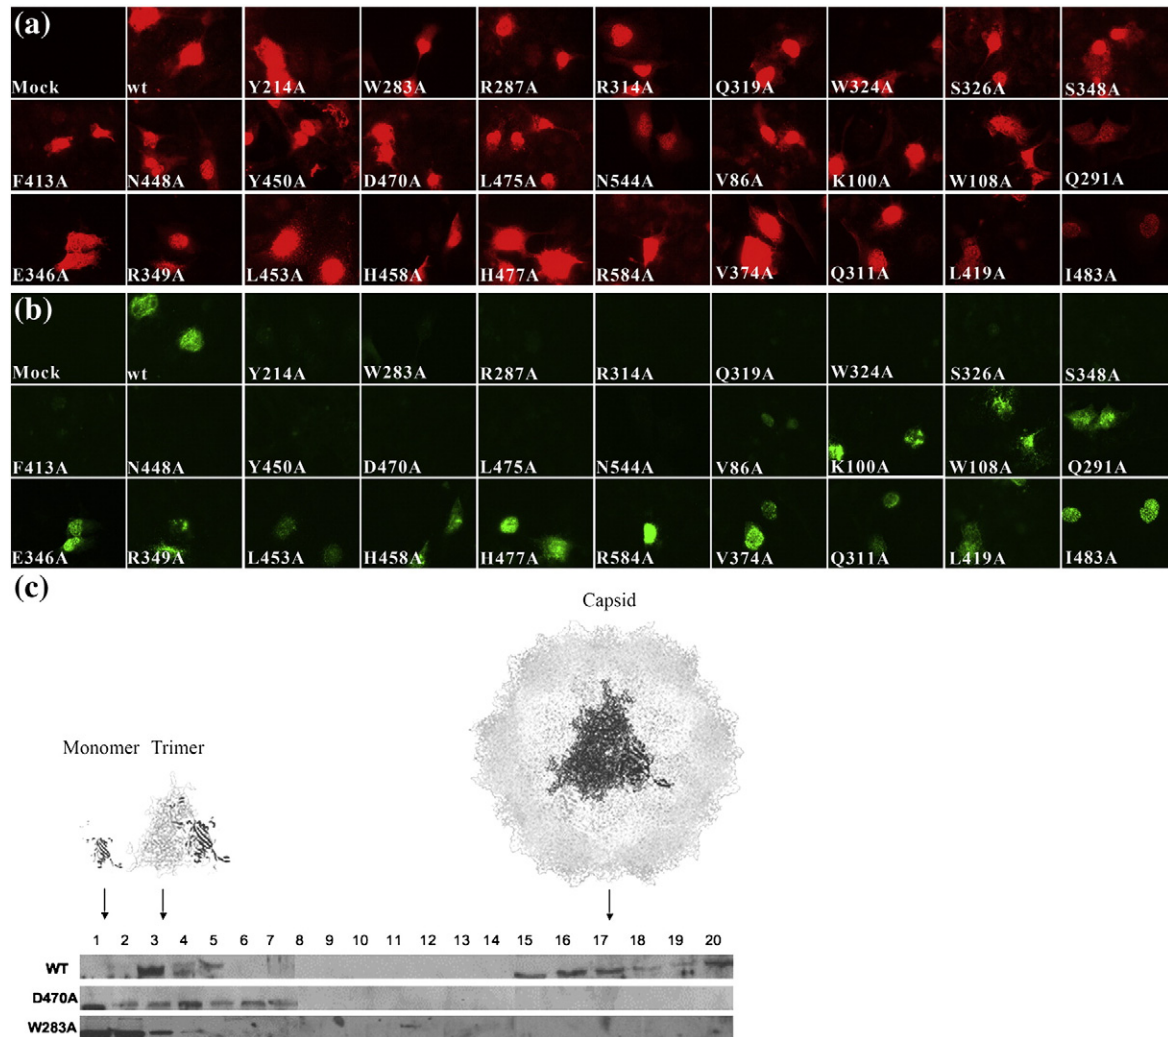 (a)
Mock wt Y214A W283A R287A R314A Q319A W324A S326A S348A
F413A N448A Y450A D470A L475A N544A V86A K100A W108A Q291A
E346A R349A L453A H458A H477A R584A V374A Q311A L419A I483A
(b)
Mock wt Y214A W283A R287A R314A Q319A W324A S326A S348A
F413A N448A Y450A D470A L475A N544A V86A K100A W108A Q291A
E346A R349A L453A H458A H477A R584A V374A Q311A L419A I483A
(c)
Capsid
Monomer Trimer
1 2 3 4 5 6 7 8 9 10 11 12 13 14 15 16 17 18 19 20
WT
D470A
W283A